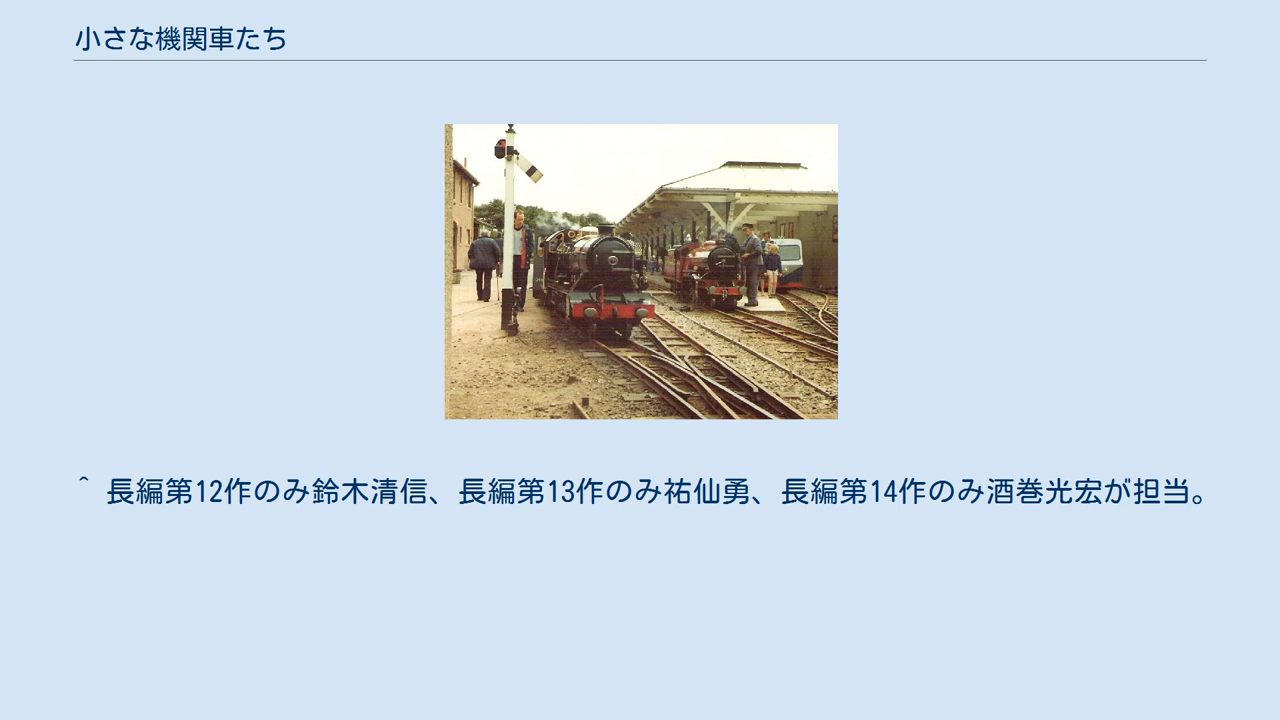 小さな機関車たち
^ 長編第12作のみ鈴木清信、長編第13作のみ祐仙勇、長編第14作のみ酒巻光宏が担当。